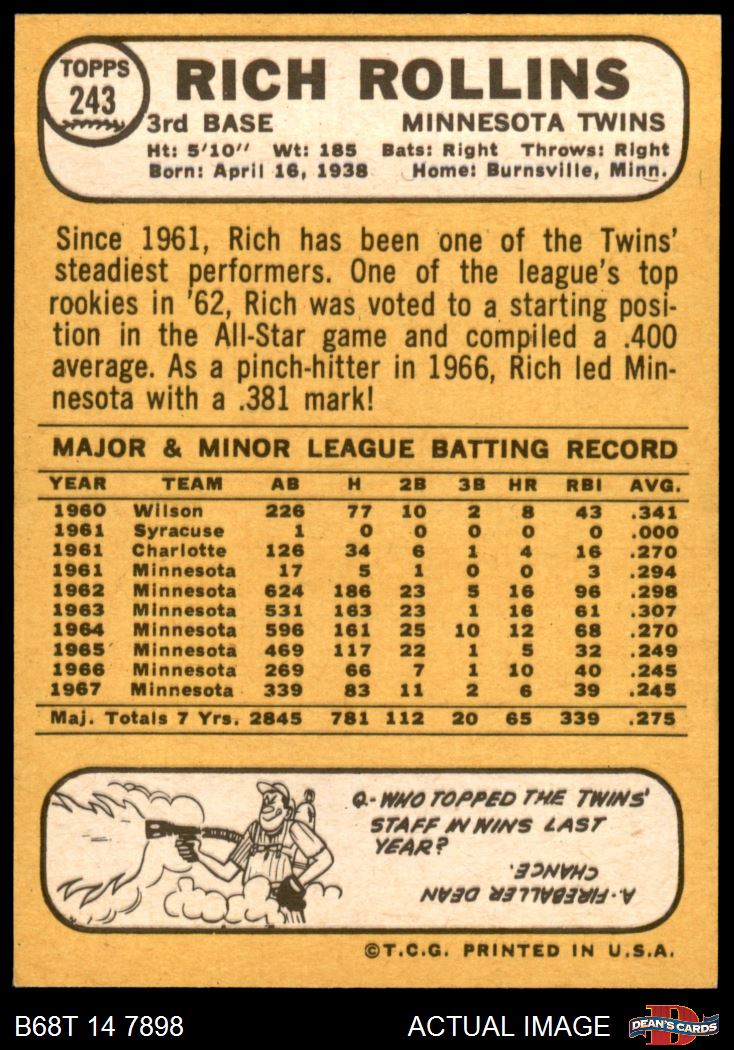 TOPPS
243
RICH ROLLINS
3rd BASE MINNESOTA TWINS
Ht: 5'10'' Wt: 185 Bats: Right Throws: Right
Born: April 16, 1938 Home: Burnsville, Minn.
Since 1961, Rich has been one of the Twins'
steadiest performers. One of the league's top
rookies in '62, Rich was voted to a starting posi-
tion in the All-Star game and compiled a .400
average. As a pinch-hitter in 1966, Rich led Min-
nesota with a .381 mark!
MAJOR & MINOR LEAGUE BATTING RECORD
YEAR TEAM AB H 2B 3B HR RBI AVG.
1960 Wilson 226 77 10 2 8 43 .341
1961 Syracuse 1 0 0 0 0 0 .000
1961 Charlotte 126 34 6 1 4 16 .270
1961 Minnesota 17 5 1 0 0 3 .294
1962 Minnesota 624 186 23 5 16 96 .298
1963 Minnesota 531 163 23 1 16 61 .307
1964 Minnesota 596 161 25 10 12 68 .270
1965 Minnesota 469 117 22 1 5 32 .249
1966 Minnesota 269 66 7 1 10 40 .245
1967 Minnesota 339 83 11 2 6 39 .245
Maj. Totals 7 Yrs. 2845 781 112 20 65 339 .275
Q.-WHO TOPPED THE TWINS'
STAFF IN WINS LAST
YEAR?
A.-FIREBALLER DEAN
CHANCE.
©T.C.G. PRINTED IN U.S.A.
B68T 14 7898 ACTUAL IMAGE
D
DEAN'S CARDS